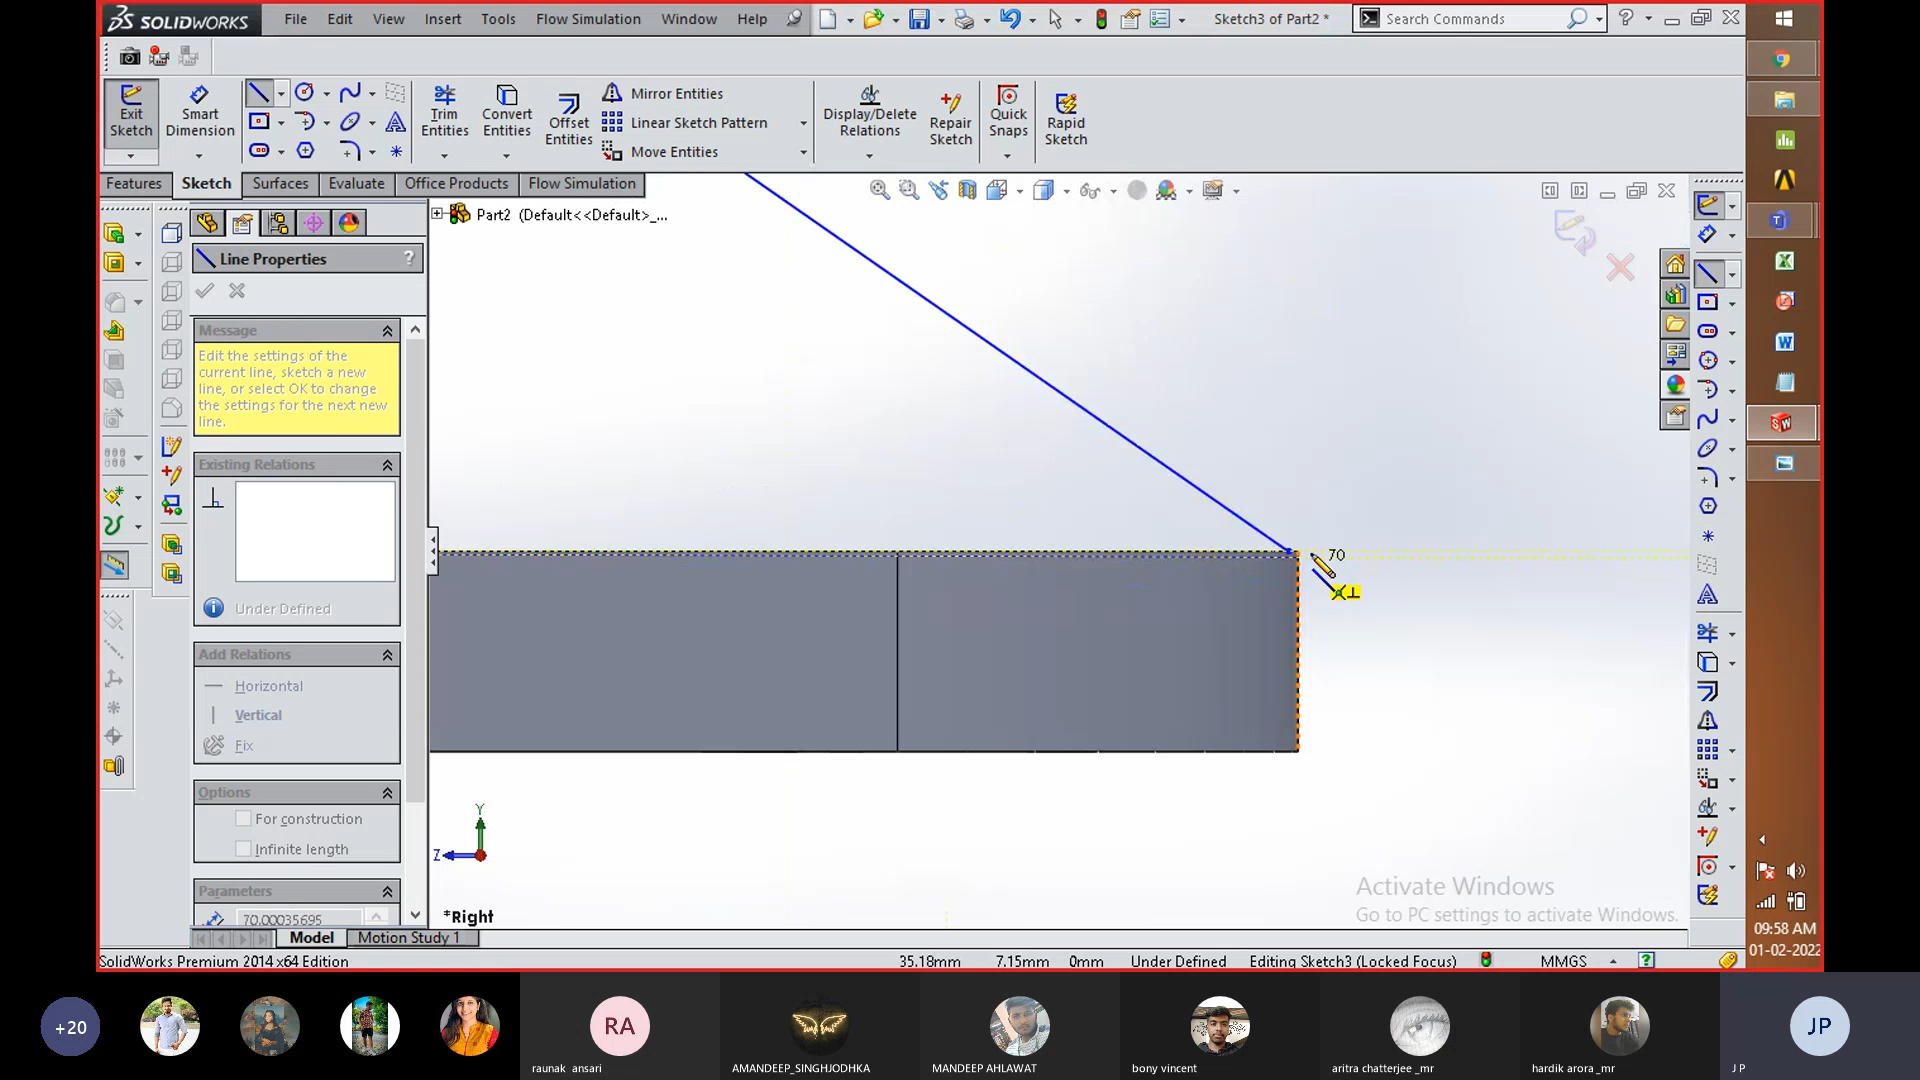 SOLIDWORKS
File Edit View Insert Tools Flow Simulation Window Help
Sketch3 of Part2 *
Search Commands
Exit Sketch
Smart Dimension
Trim Entities
Convert Entities
Offset Entities
Mirror Entities
Linear Sketch Pattern
Move Entities
Display/Delete Relations
Repair Sketch
Quick Snaps
Rapid Sketch
Features Sketch Surfaces Evaluate Office Products Flow Simulation
Part2 (Default<<Default>_...
Line Properties ?
Message
Edit the settings of the
current line, sketch a new
line, or select OK to change
the settings for the next new
line.
Existing Relations
Under Defined
Add Relations
Horizontal
Vertical
Fix
Options
For construction
Infinite length
Parameters
70.00035695
70
Y
Z
*Right
Activate Windows
Go to PC settings to activate Windows.
Model Motion Study 1
SolidWorks Premium 2014 x64 Edition
35.18mm 7.15mm 0mm Under Defined Editing Sketch3 (Locked Focus) MMGS
09:58 AM
01-02-2022
+20
RA
JP
raunak ansari
AMANDEEP_SINGHJODHKA
MANDEEP AHLAWAT
bony vincent
aritra chatterjee _mr
hardik arora _mr
J P